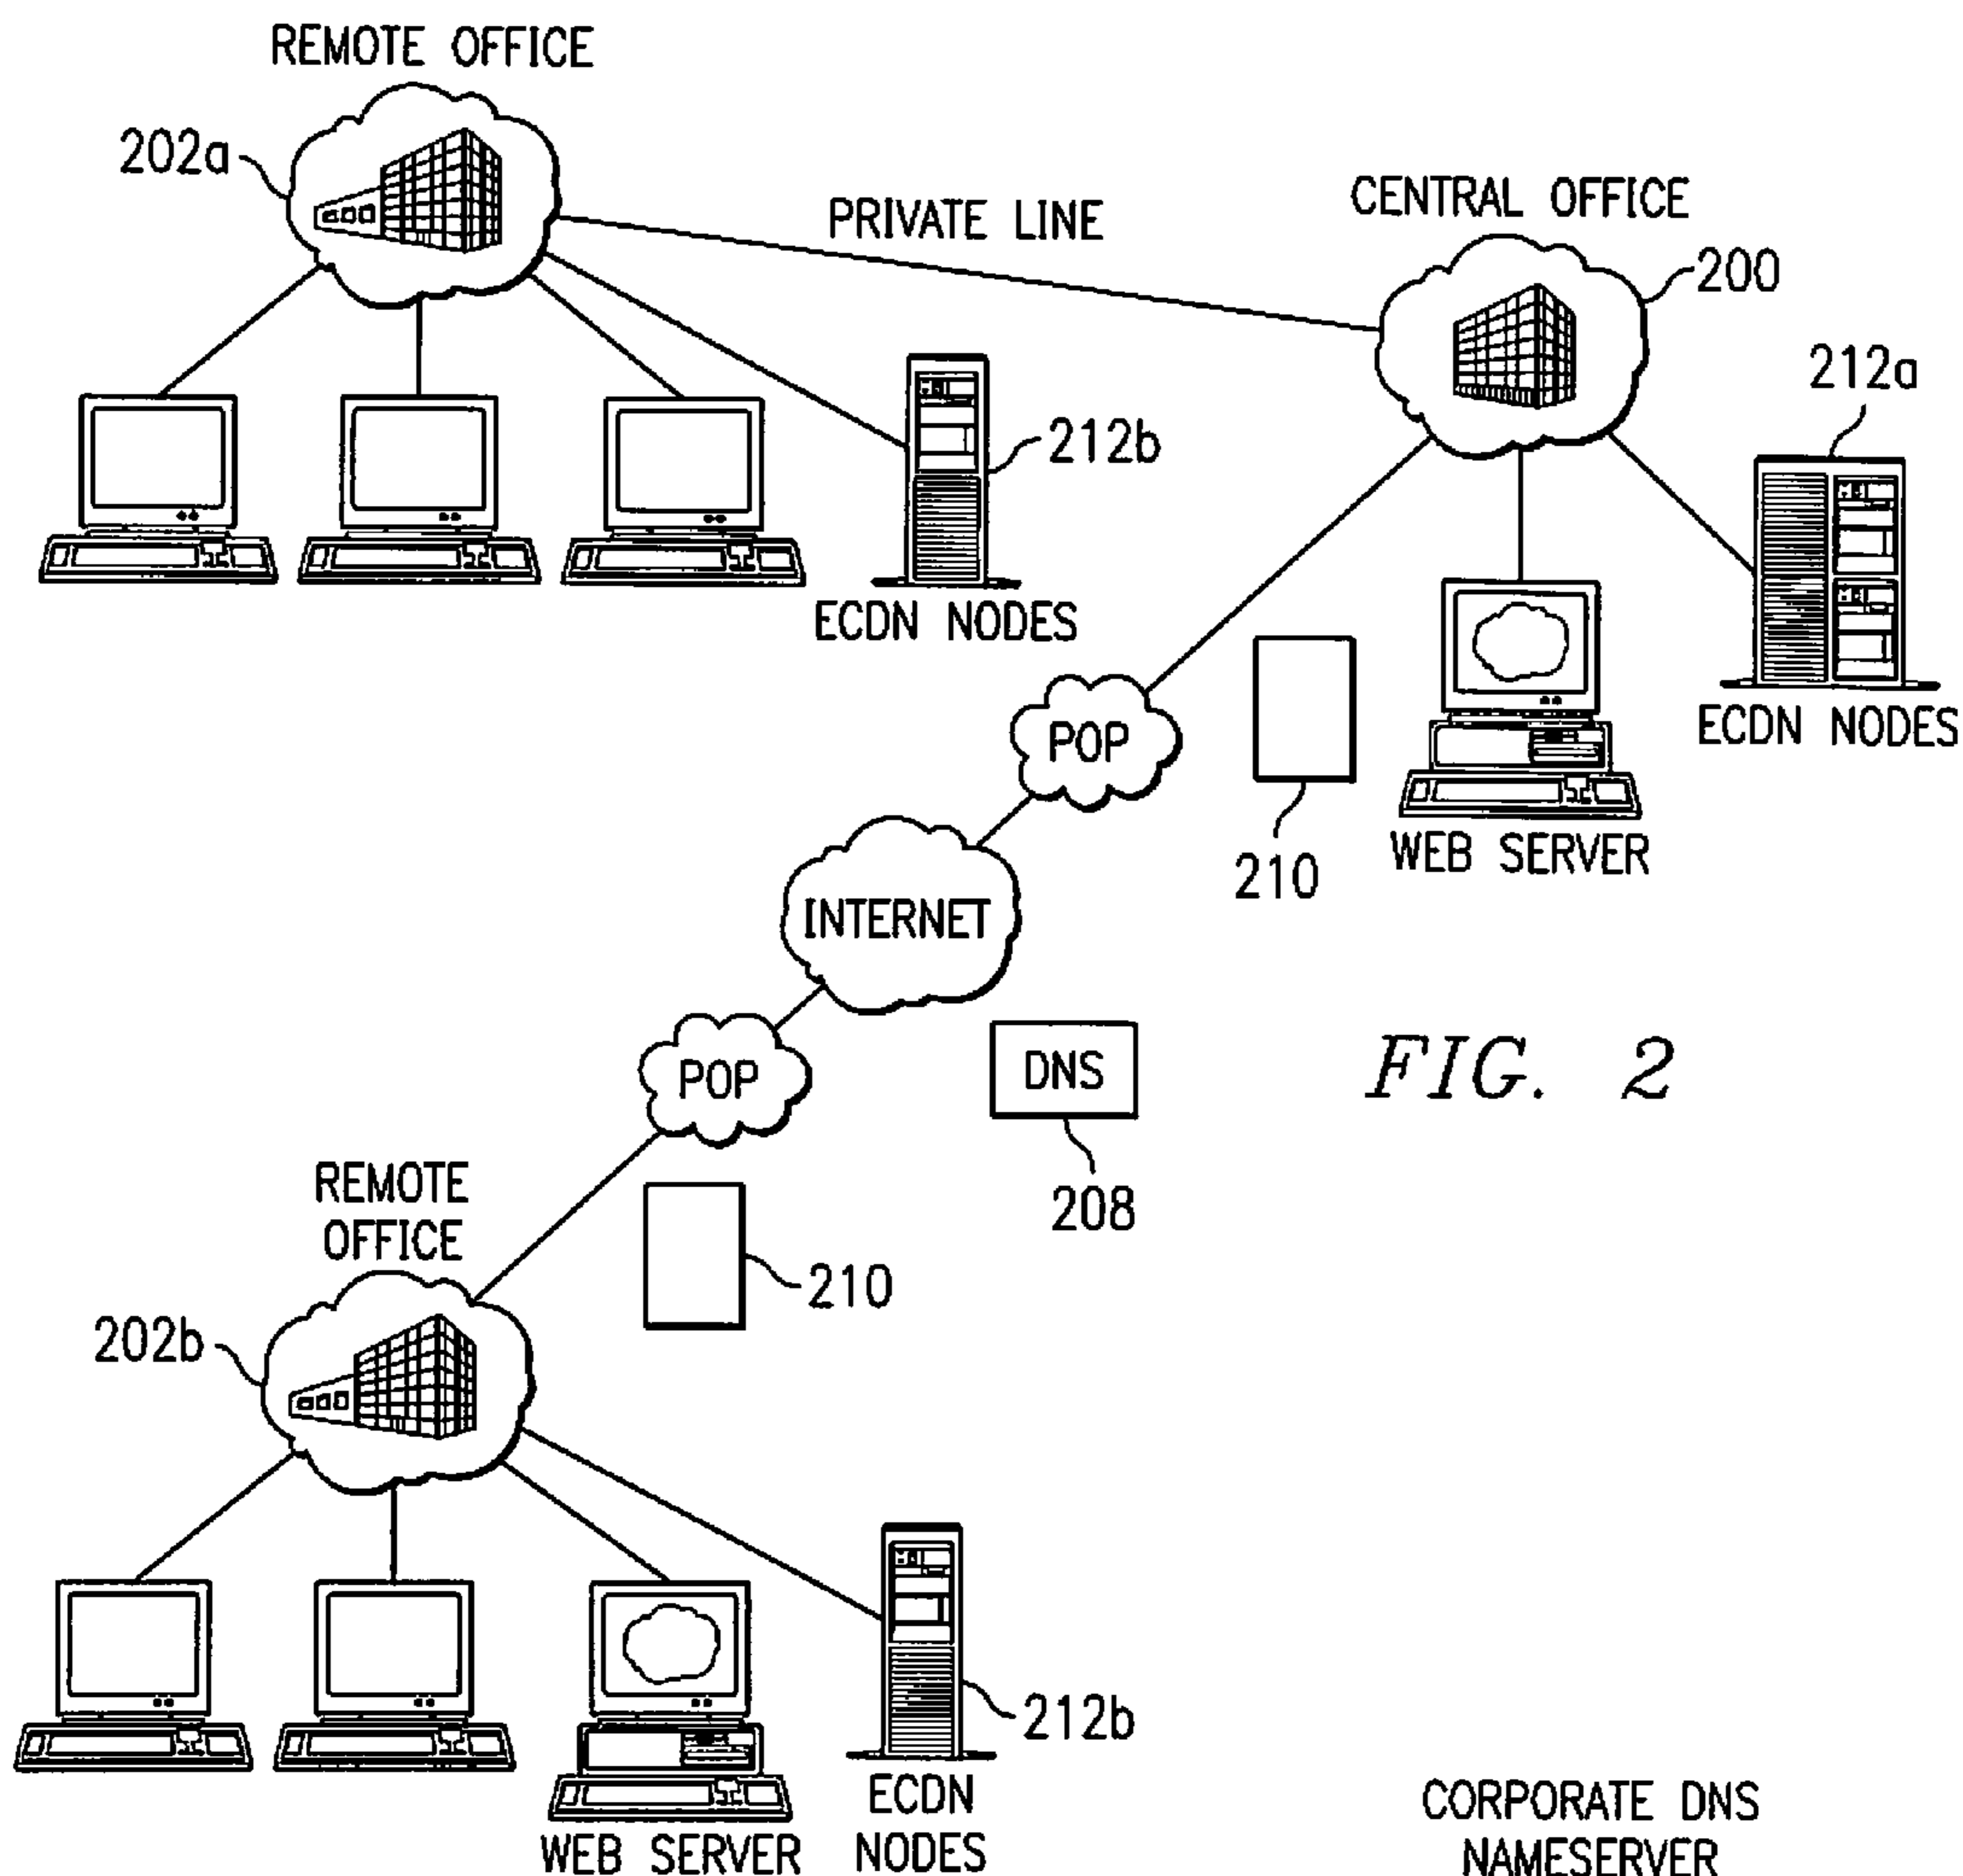 REMOTE OFFICE
202a
PRIVATE LINE
CENTRAL OFFICE
200
212a
212b
ECDN NODES
ECDN NODES
POP
210
WEB SERVER
INTERNET
POP
DNS
FIG. 2
208
REMOTE
OFFICE
210
202b
212b
ECDN
NODES
WEB SERVER
CORPORATE DNS
NAMESERVER